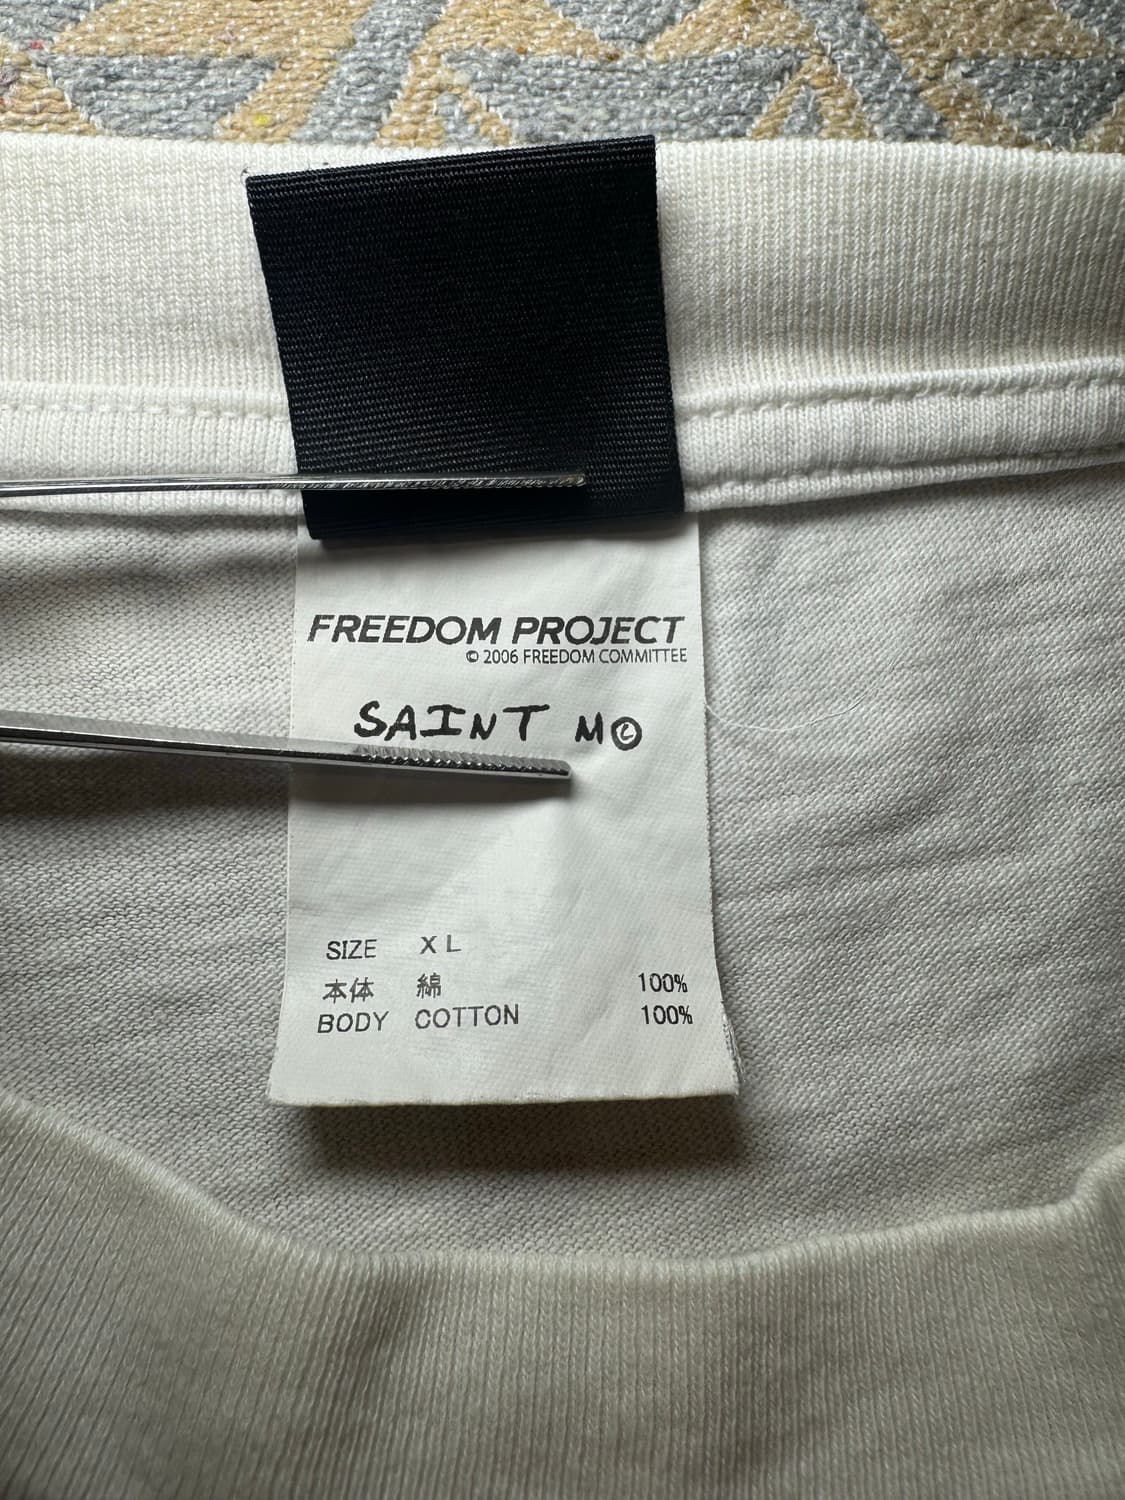 FREEDOM PROJECT
© 2006 FREEDOM COMMITTEE
SAINT M©
SIZE XL
本体 綿 100%
BODY COTTON 100%